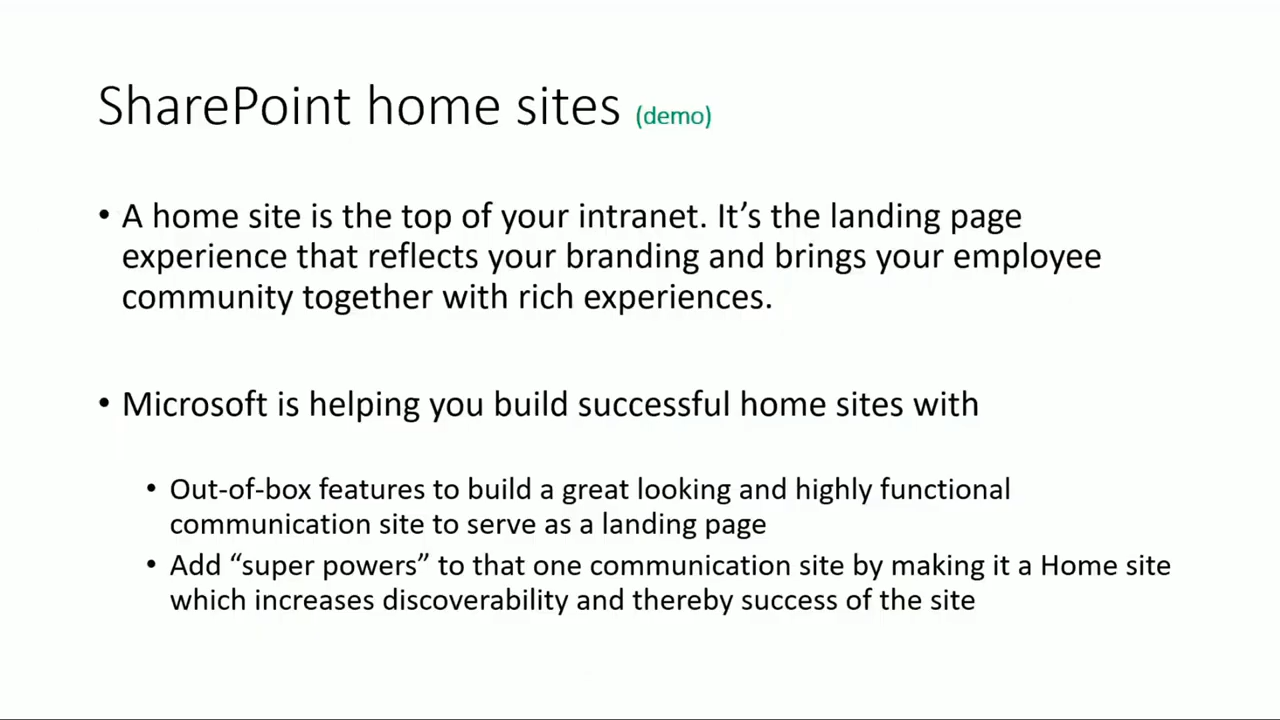 SharePoint home sites (demo)
• A home site is the top of your intranet. It’s the landing page
experience that reflects your branding and brings your employee
community together with rich experiences.
• Microsoft is helping you build successful home sites with
• Out-of-box features to build a great looking and highly functional
communication site to serve as a landing page
• Add “super powers” to that one communication site by making it a Home site
which increases discoverability and thereby success of the site